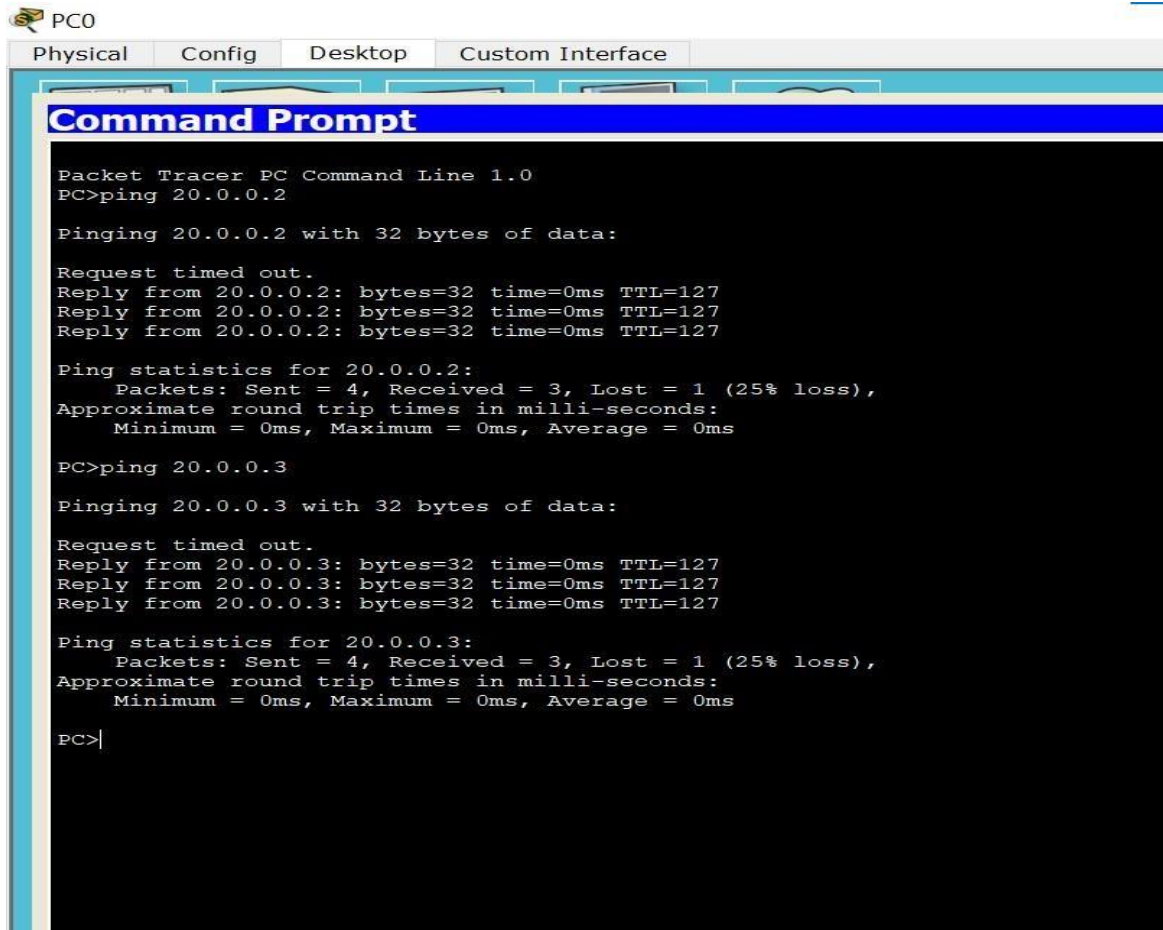 PC0
Physical Config Desktop Custom Interface
Command Prompt
Packet Tracer PC Command Line 1.0
PC>ping 20.0.0.2
Pinging 20.0.0.2 with 32 bytes of data:
Request timed out.
Reply from 20.0.0.2: bytes=32 time=0ms TTL=127
Reply from 20.0.0.2: bytes=32 time=0ms TTL=127
Reply from 20.0.0.2: bytes=32 time=0ms TTL=127
Ping statistics for 20.0.0.2:
Packets: Sent = 4, Received = 3, Lost = 1 (25% loss),
Approximate round trip times in milli-seconds:
Minimum = 0ms, Maximum = 0ms, Average = 0ms
PC>ping 20.0.0.3
Pinging 20.0.0.3 with 32 bytes of data:
Request timed out.
Reply from 20.0.0.3: bytes=32 time=0ms TTL=127
Reply from 20.0.0.3: bytes=32 time=0ms TTL=127
Reply from 20.0.0.3: bytes=32 time=0ms TTL=127
Ping statistics for 20.0.0.3:
Packets: Sent = 4, Received = 3, Lost = 1 (25% loss),
Approximate round trip times in milli-seconds:
Minimum = 0ms, Maximum = 0ms, Average = 0ms
PC>